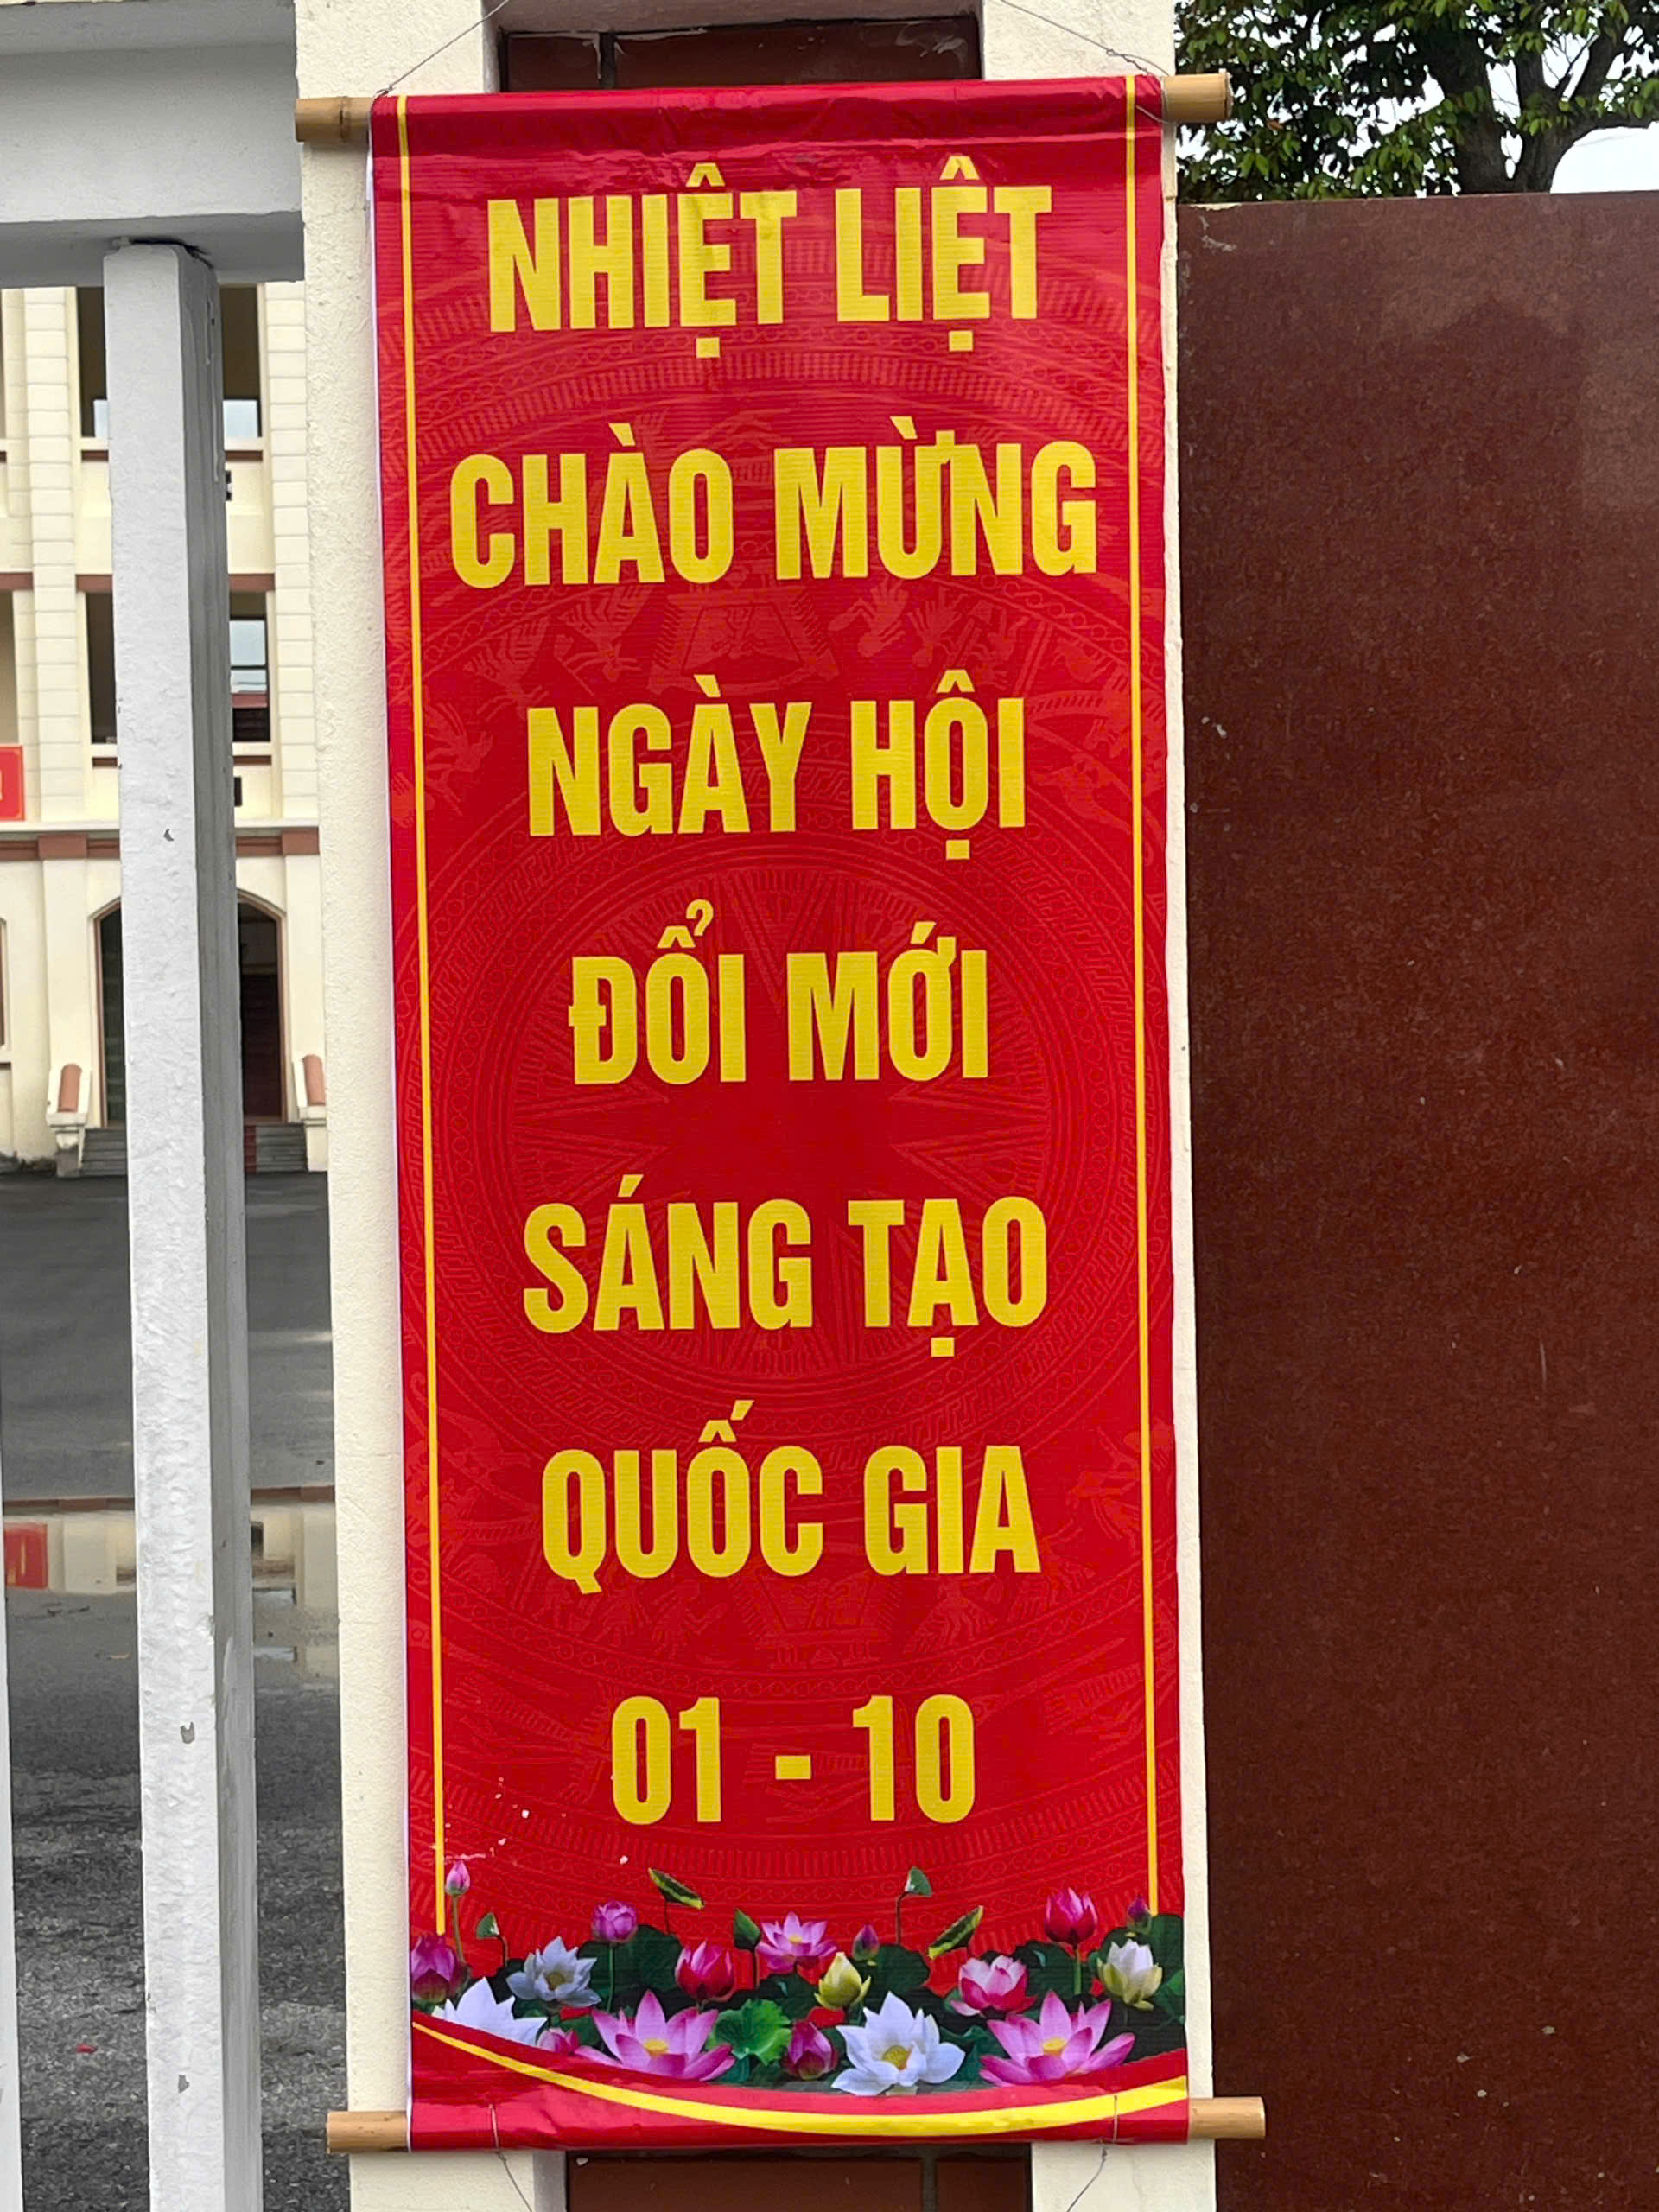 NHIỆT LIỆT
CHÀO MỪNG
NGÀY HỘI
ĐỔI MỚI
SÁNG TẠO
QUỐC GIA
01 - 10